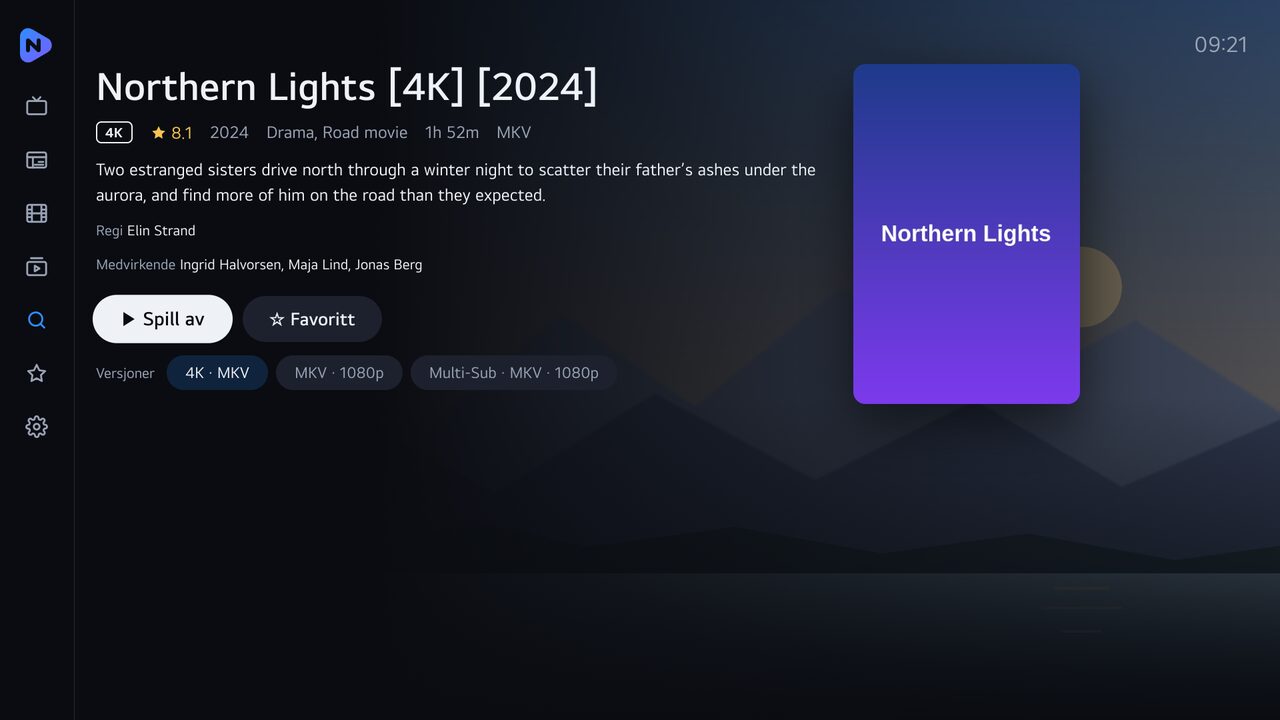 N
09:21
Northern Lights [4K] [2024]
4K ★ 8.1 2024 Drama, Road movie 1h 52m MKV
Two estranged sisters drive north through a winter night to scatter their father’s ashes under the
aurora, and find more of him on the road than they expected.
Regi Elin Strand
Medvirkende Ingrid Halvorsen, Maja Lind, Jonas Berg
▶ Spill av ☆ Favoritt
Versjoner 4K · MKV MKV · 1080p Multi-Sub · MKV · 1080p
Northern Lights